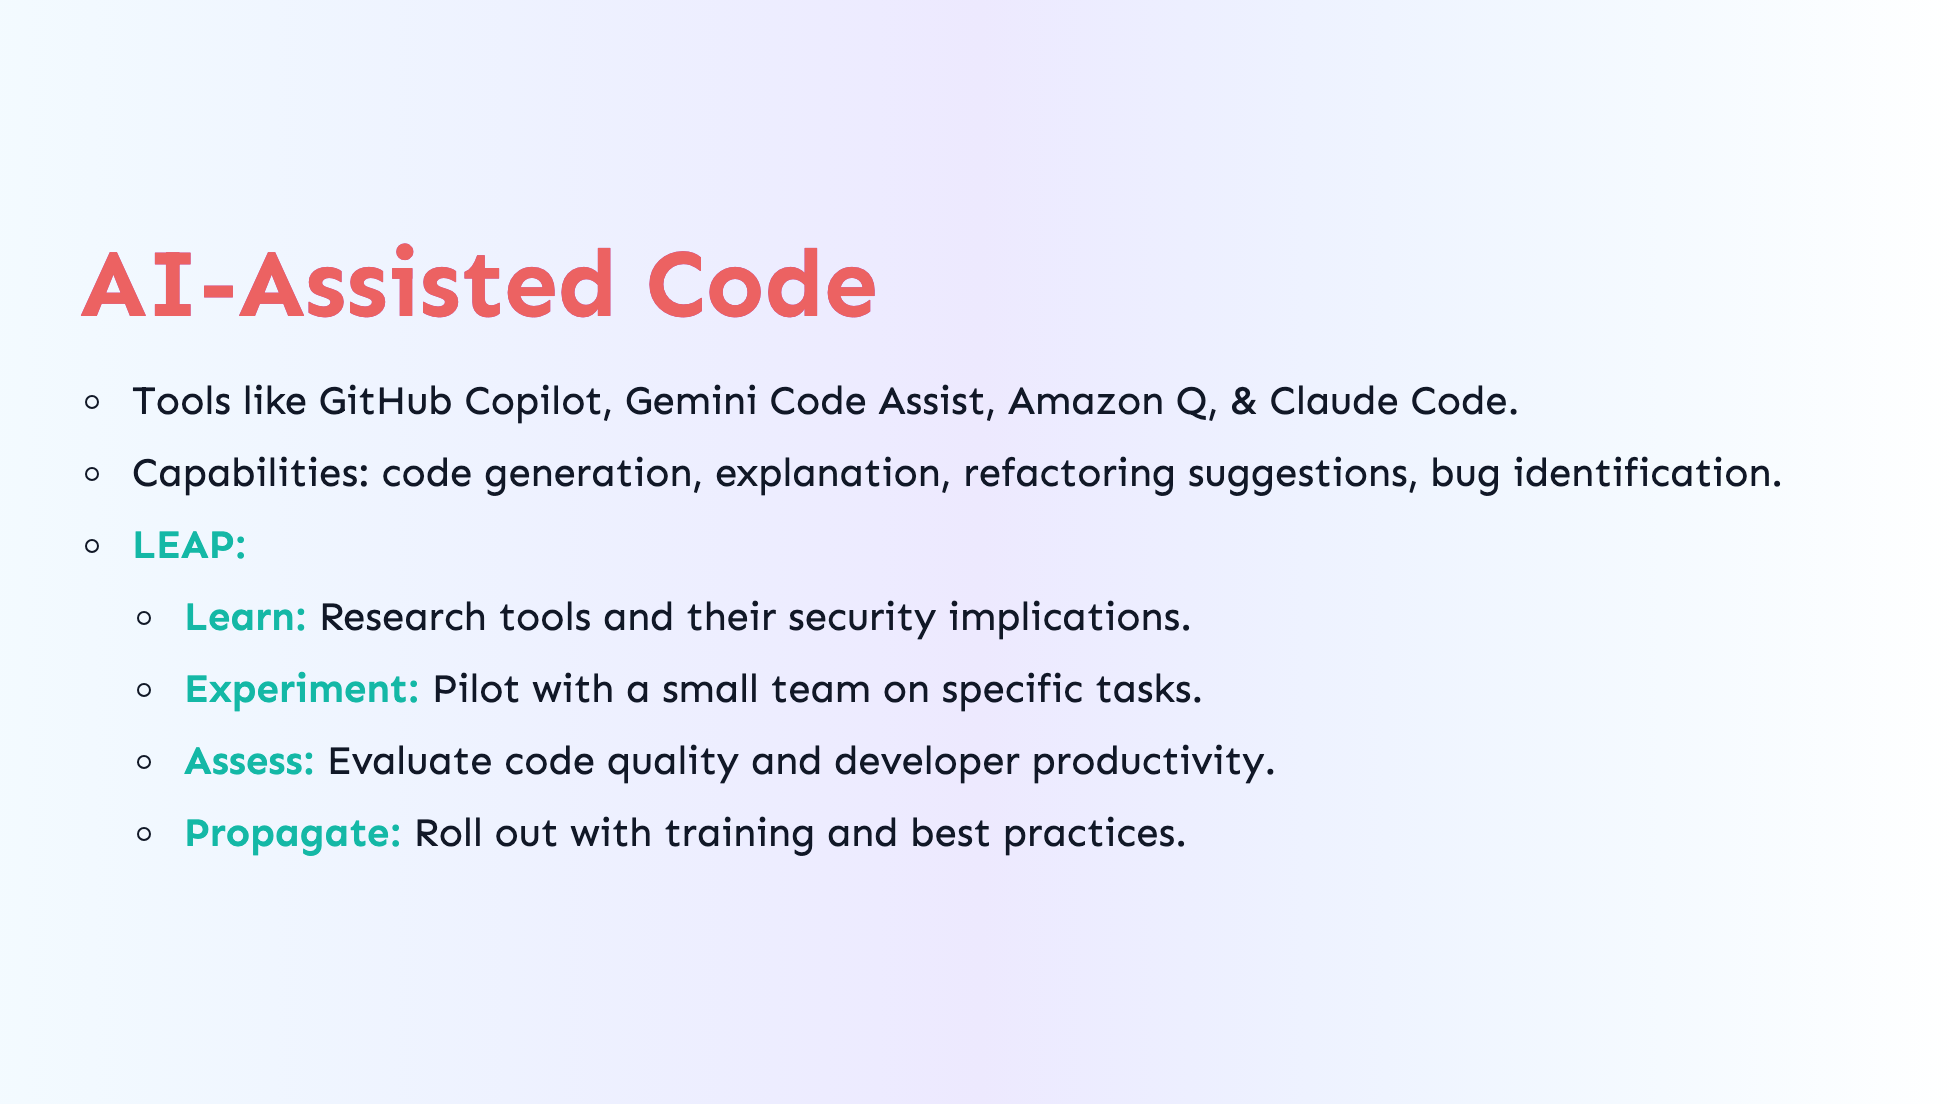 AI-Assisted Code
Tools like GitHub Copilot, Gemini Code Assist, Amazon Q, & Claude Code.
Capabilities: code generation, explanation, refactoring suggestions, bug identification.
LEAP:
Learn: Research tools and their security implications.
Experiment: Pilot with a small team on specific tasks.
Assess: Evaluate code quality and developer productivity.
Propagate: Roll out with training and best practices.